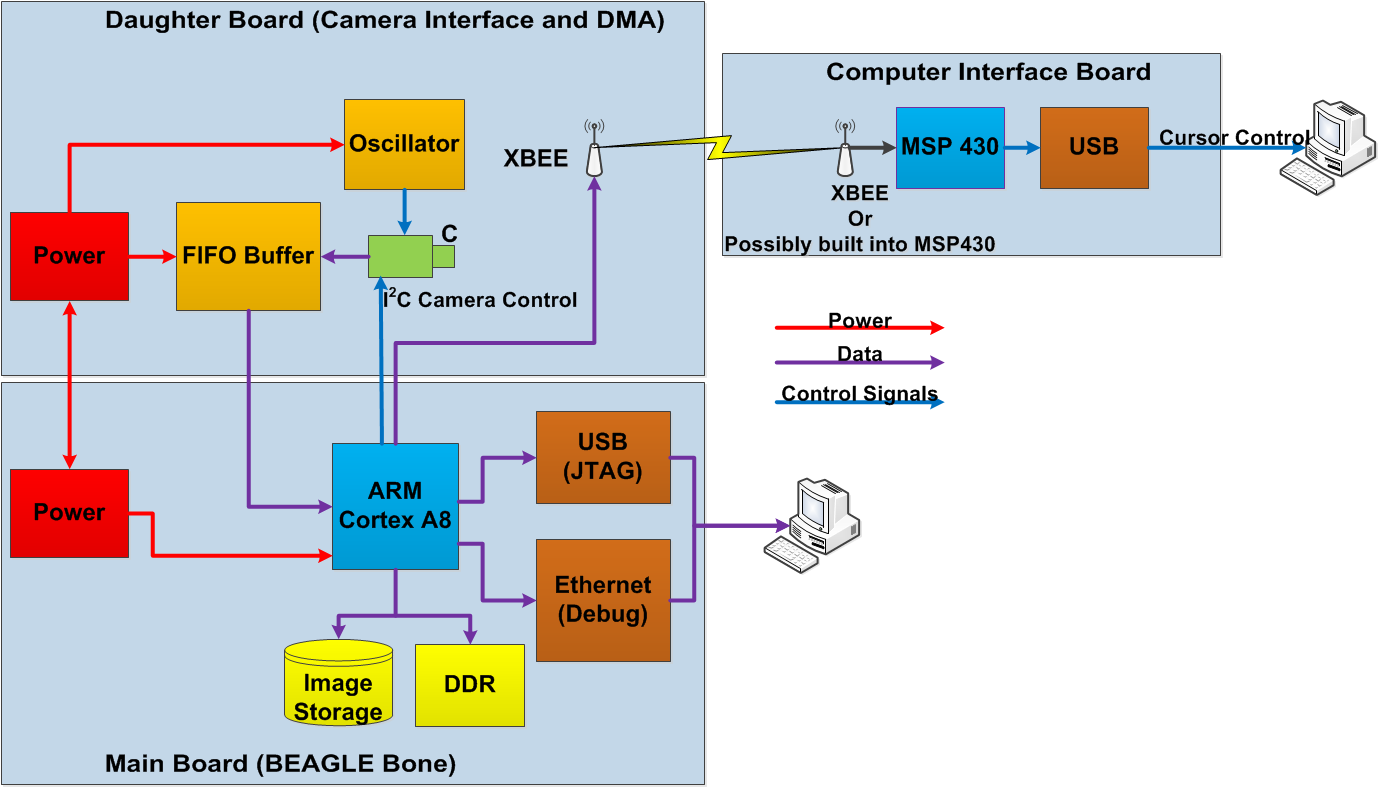 Daughter Board (Camera Interface and DMA)
Computer Interface Board
Oscillator
XBEE
MSP 430
USB
Cursor Control
XBEE
Or
Possibly built into MSP430
Power
FIFO Buffer
C
I²C Camera Control
Power
Data
Control Signals
Power
ARM
Cortex A8
USB
(JTAG)
Ethernet
(Debug)
Image
Storage
DDR
Main Board (BEAGLE Bone)